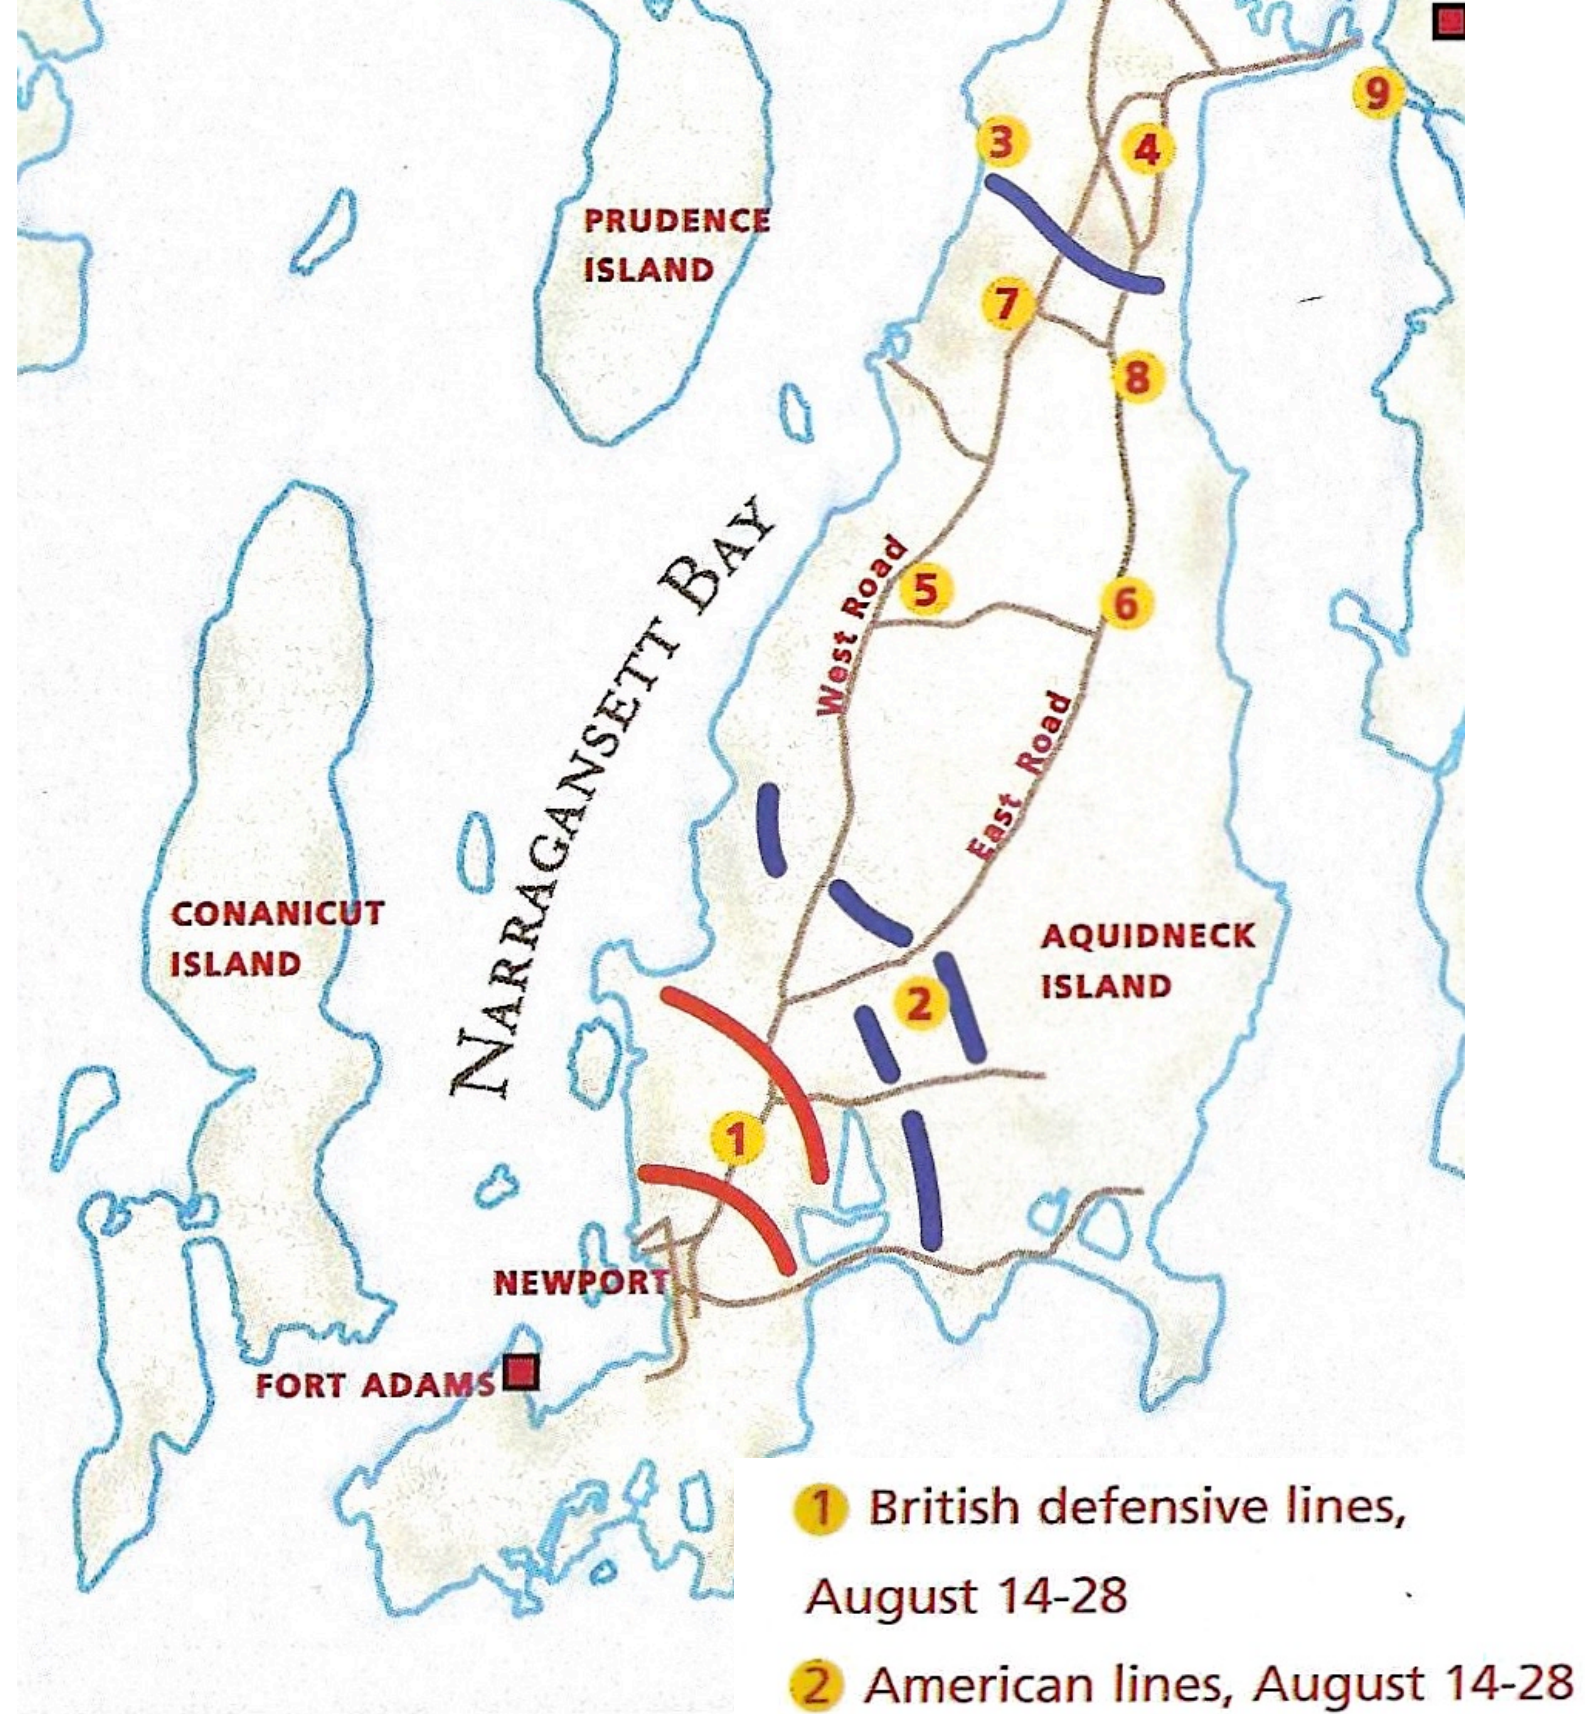 9
3
4
PRUDENCE
ISLAND
7
8
NARRAGANSETT BAY
West Road
5
6
East Road
CONANICUT
ISLAND
AQUIDNECK
ISLAND
2
1
NEWPORT
FORT ADAMS
1 British defensive lines,
August 14-28
2 American lines, August 14-28